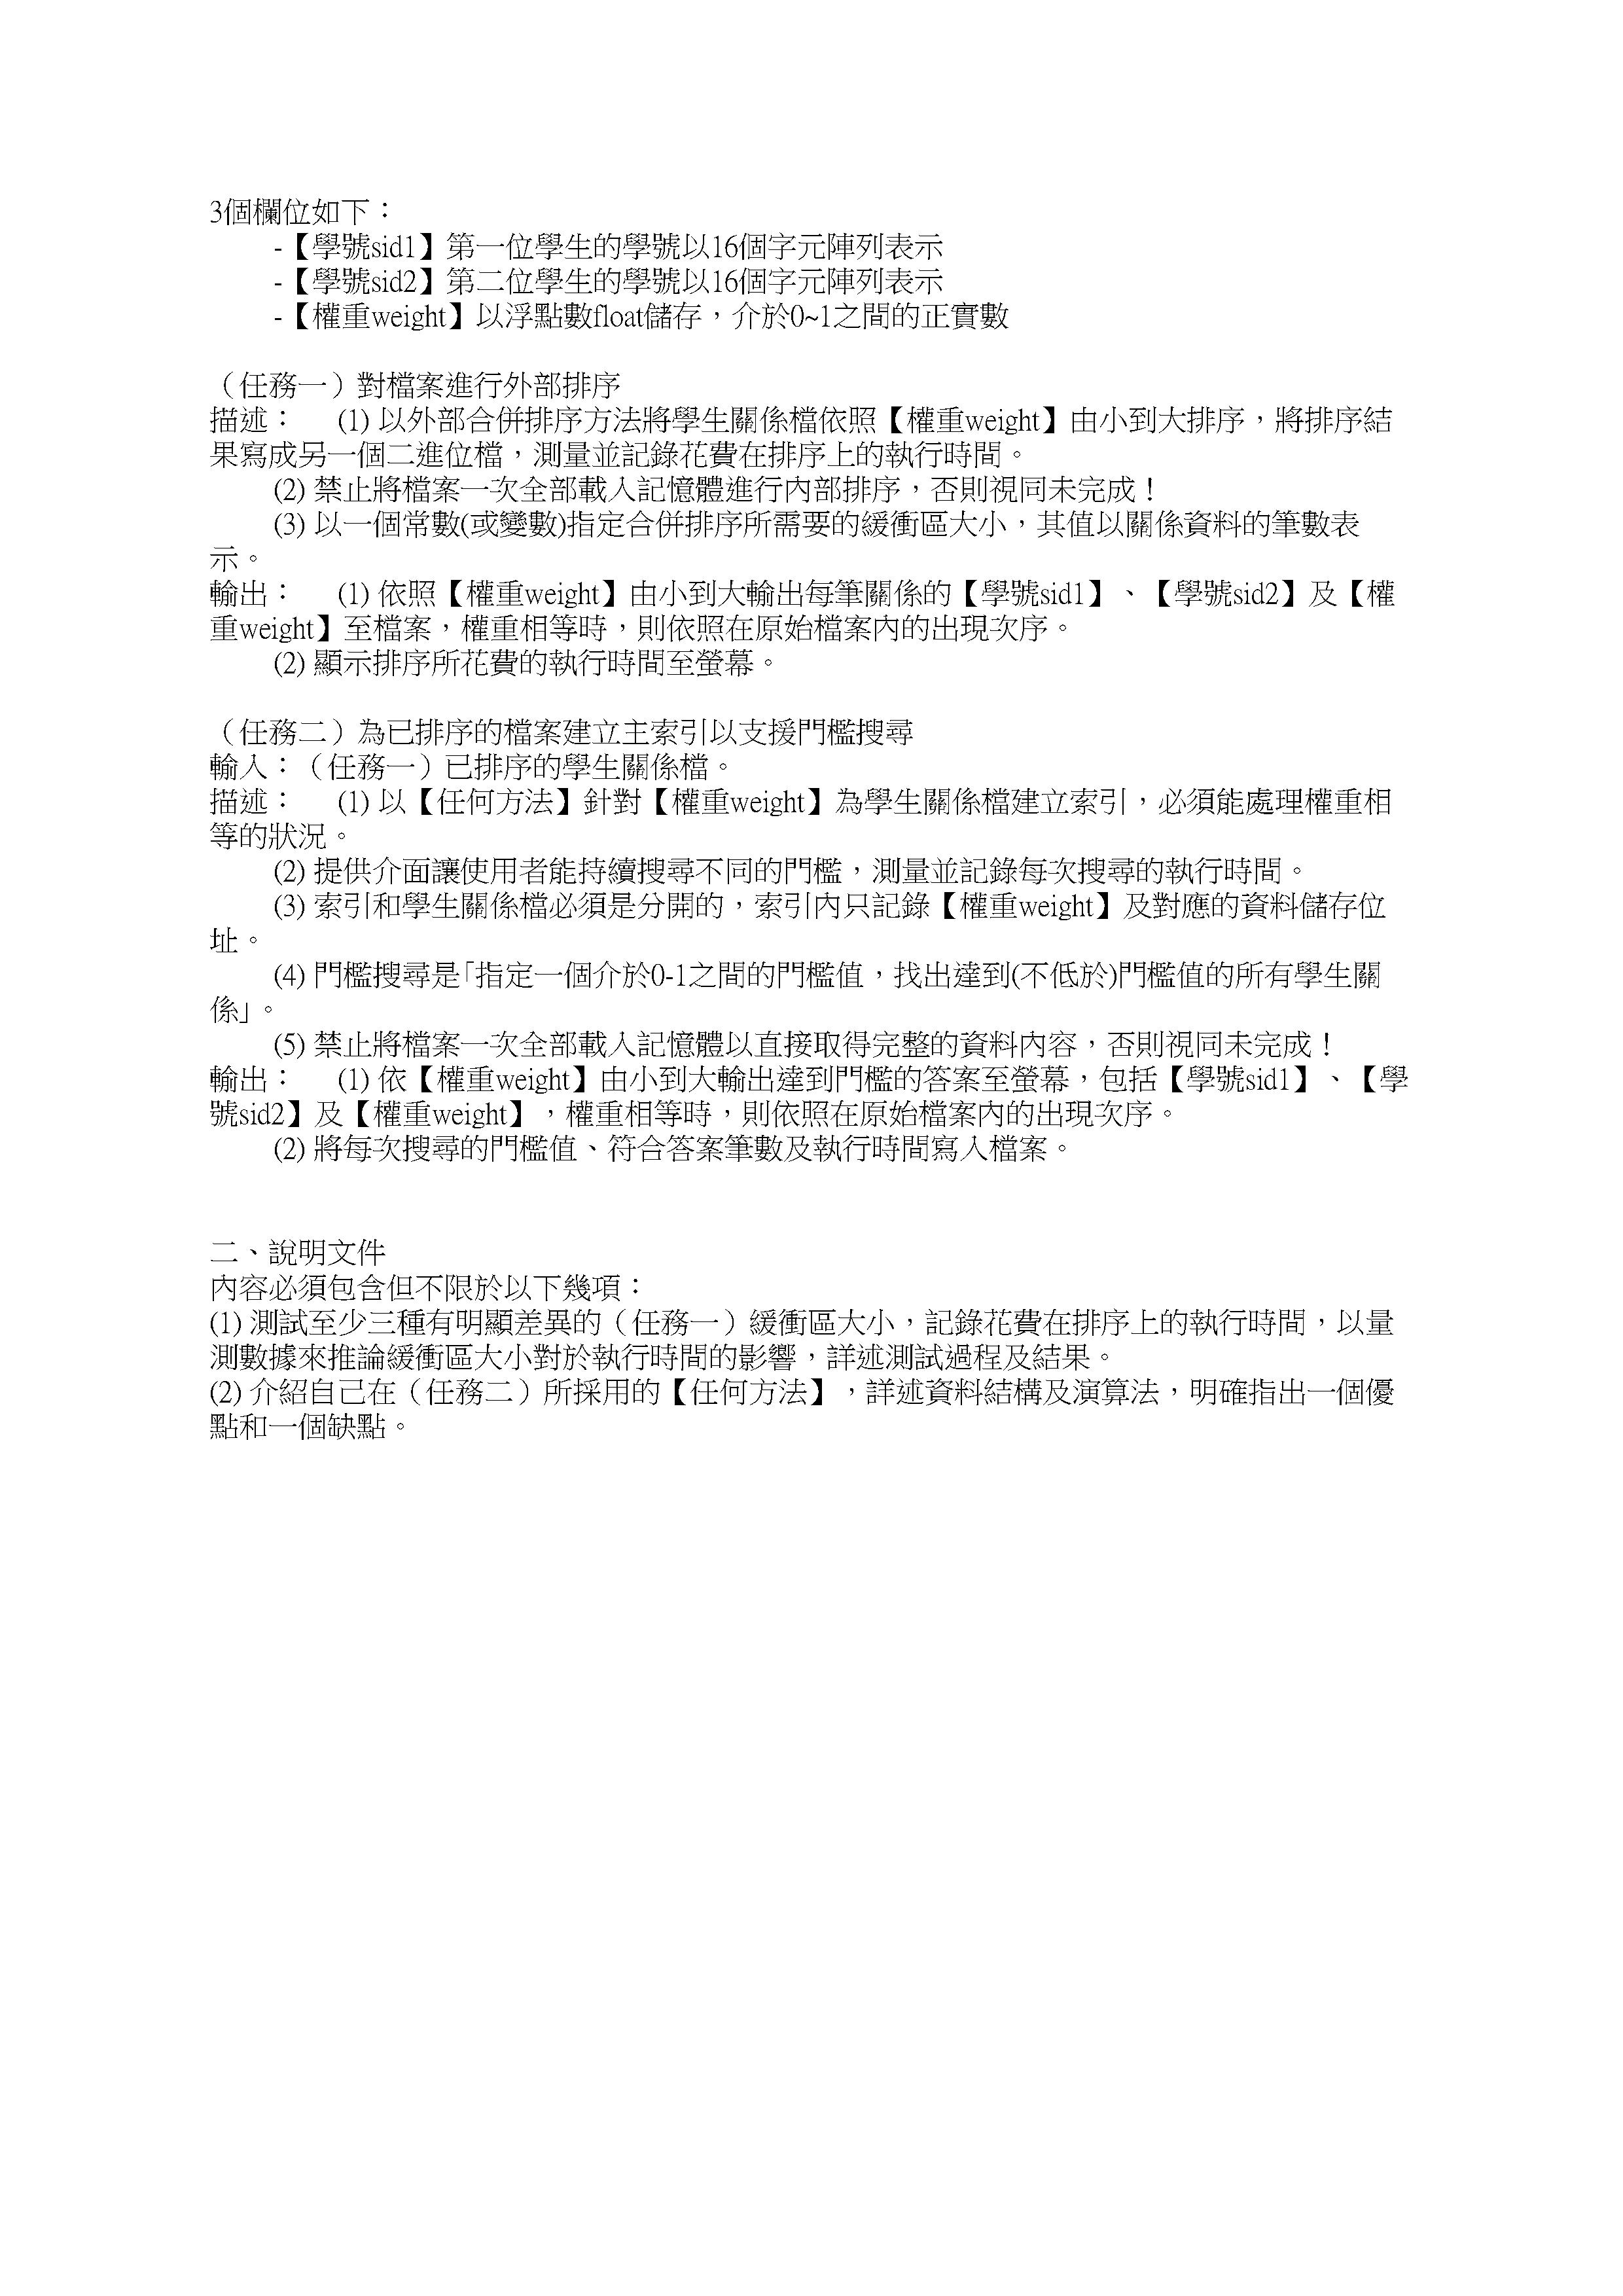 3個欄位如下：
-【學號sid1】第一位學生的學號以16個字元陣列表示
-【學號sid2】第二位學生的學號以16個字元陣列表示
-【權重weight】以浮點數float儲存，介於0~1之間的正實數
（任務一）對檔案進行外部排序
描述： (1) 以外部合併排序方法將學生關係檔依照【權重weight】由小到大排序，將排序結
果寫成另一個二進位檔，測量並記錄花費在排序上的執行時間。
(2) 禁止將檔案一次全部載入記憶體進行內部排序，否則視同未完成！
(3) 以一個常數(或變數)指定合併排序所需要的緩衝區大小，其值以關係資料的筆數表
示。
輸出： (1) 依照【權重weight】由小到大輸出每筆關係的【學號sid1】、【學號sid2】及【權
重weight】至檔案，權重相等時，則依照在原始檔案內的出現次序。
(2) 顯示排序所花費的執行時間至螢幕。
（任務二）為已排序的檔案建立主索引以支援門檻搜尋
輸入：（任務一）已排序的學生關係檔。
描述： (1) 以【任何方法】針對【權重weight】為學生關係檔建立索引，必須能處理權重相
等的狀況。
(2) 提供介面讓使用者能持續搜尋不同的門檻，測量並記錄每次搜尋的執行時間。
(3) 索引和學生關係檔必須是分開的，索引內只記錄【權重weight】及對應的資料儲存位
址。
(4) 門檻搜尋是｢指定一個介於0-1之間的門檻值，找出達到(不低於)門檻值的所有學生關
係｣。
(5) 禁止將檔案一次全部載入記憶體以直接取得完整的資料內容，否則視同未完成！
輸出： (1) 依【權重weight】由小到大輸出達到門檻的答案至螢幕，包括【學號sid1】、【學
號sid2】及【權重weight】，權重相等時，則依照在原始檔案內的出現次序。
(2) 將每次搜尋的門檻值、符合答案筆數及執行時間寫入檔案。
二、說明文件
內容必須包含但不限於以下幾項：
(1) 測試至少三種有明顯差異的（任務一）緩衝區大小，記錄花費在排序上的執行時間，以量
測數據來推論緩衝區大小對於執行時間的影響，詳述測試過程及結果。
(2) 介紹自己在（任務二）所採用的【任何方法】，詳述資料結構及演算法，明確指出一個優
點和一個缺點。